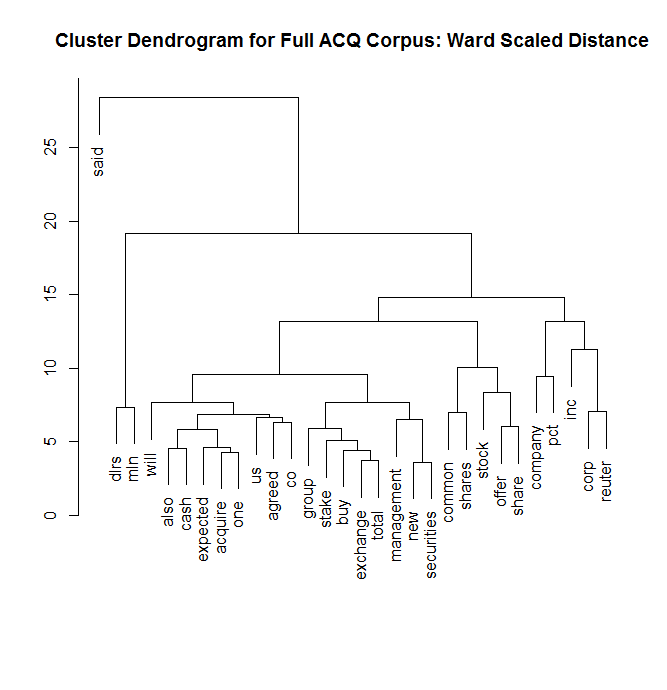 Cluster Dendrogram for Full ACQ Corpus: Ward Scaled Distance
25
20
15
10
5
0
said
dlrs
mln
will
also
cash
expected
acquire
one
us
agreed
co
group
stake
buy
exchange
total
management
new
securities
common
shares
stock
offer
share
company
pct
inc
corp
reuter